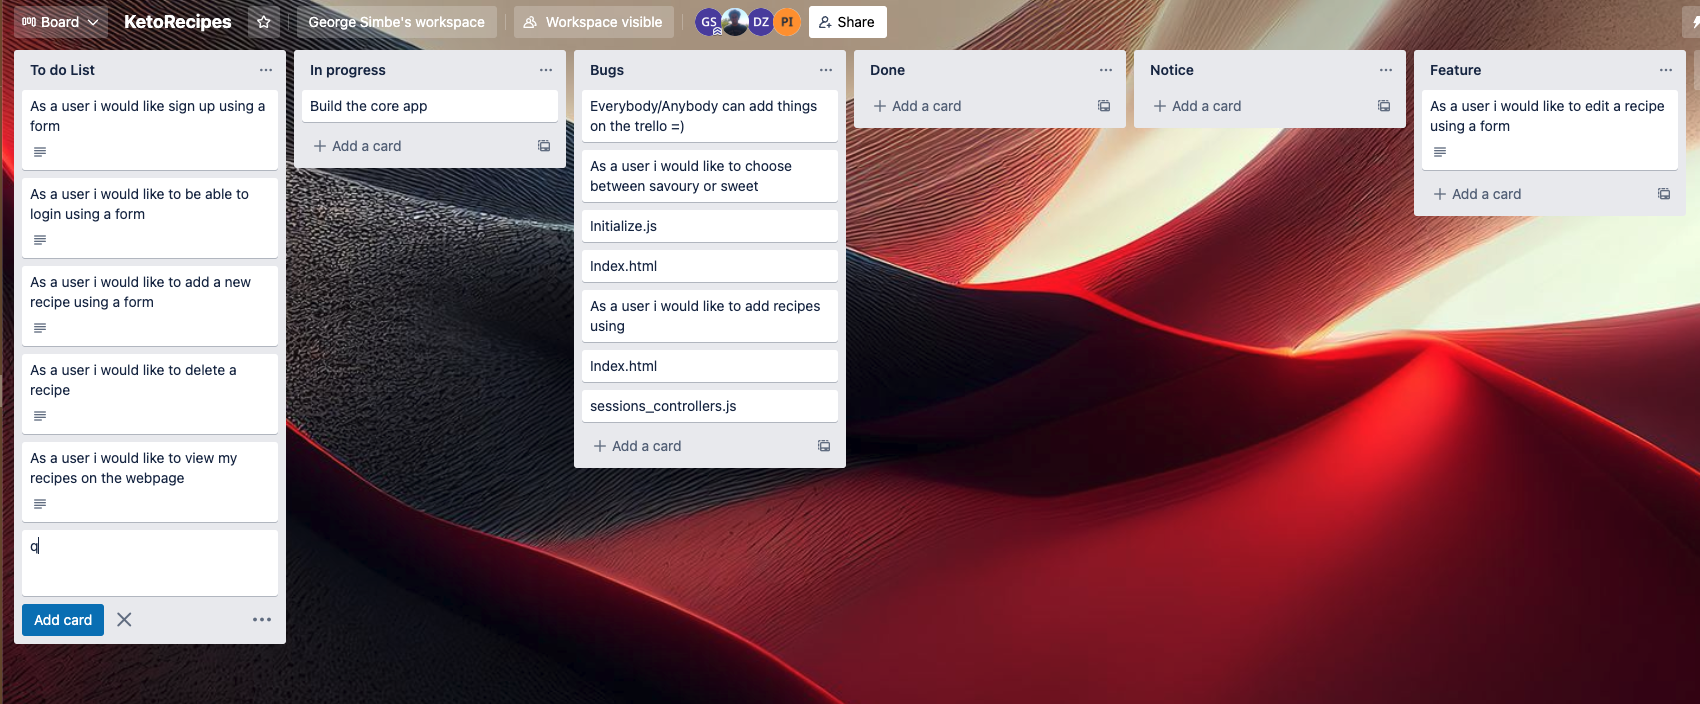 Board
KetoRecipes
George Simbe's workspace
Workspace visible
GS
DZ
PI
Share
To do List
As a user i would like sign up using a
form
As a user i would like to be able to
login using a form
As a user i would like to add a new
recipe using a form
As a user i would like to delete a
recipe
As a user i would like to view my
recipes on the webpage
q
Add card
In progress
Build the core app
Add a card
Bugs
Everybody/Anybody can add things
on the trello =)
As a user i would like to choose
between savoury or sweet
Initialize.js
Index.html
As a user i would like to add recipes
using
Index.html
sessions_controllers.js
Add a card
Done
Add a card
Notice
Add a card
Feature
As a user i would like to edit a recipe
using a form
Add a card